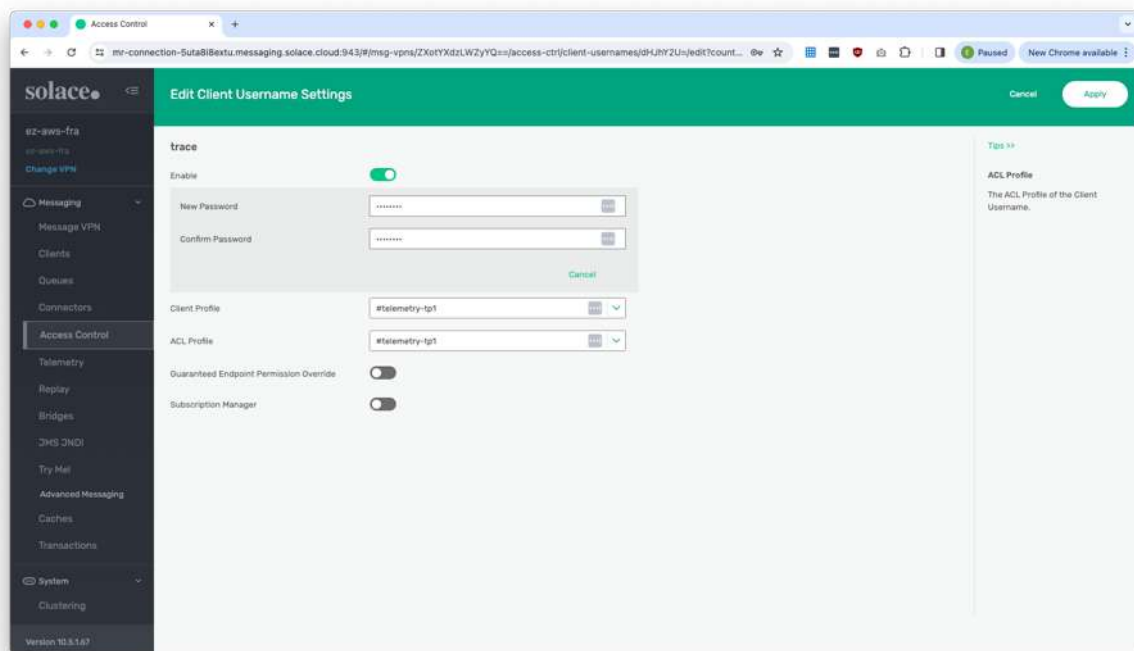 Access Control
mr-connection-5uta8i8extu.messaging.solace.cloud:943/#/msg-vpns/ZXotYXdzLWZyYQ==/access-ctrl/client-usernames/dHJhY2U=/edit?count...
Paused
New Chrome available
solace
Edit Client Username Settings
Cancel
Apply
ez-aws-fra
ez-aws-fra
Change VPN
trace
Tips >>
Enable
ACL Profile
The ACL Profile of the Client
Username.
Messaging
New Password
Message VPN
Confirm Password
Clients
Cancel
Queues
Connectors
Client Profile
#telemetry-tp1
Access Control
ACL Profile
#telemetry-tp1
Telemetry
Guaranteed Endpoint Permission Override
Replay
Subscription Manager
Bridges
JMS JNDI
Try Me!
Advanced Messaging
Caches
Transactions
System
Clustering
Version 10.5.1.67